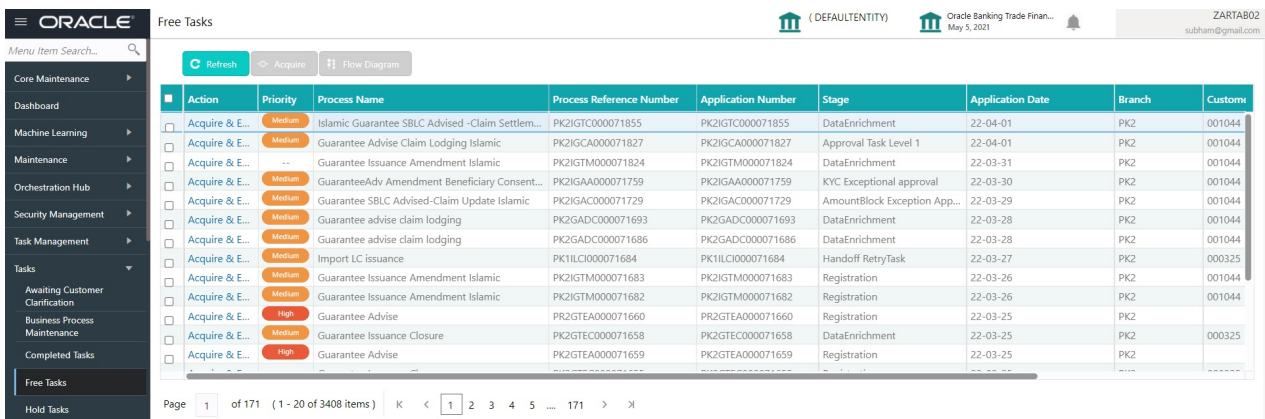 ≡ ORACLE Free Tasks ( DEFAULTENTITY) Oracle Banking Trade Finan... ZARTAB02
May 5, 2021 subham@gmail.com
Menu Item Search...
Refresh Acquire Flow Diagram
Core Maintenance
Dashboard
Machine Learning
Maintenance
Orchestration Hub
Security Management
Task Management
Tasks
Awaiting Customer
Clarification
Business Process
Maintenance
Completed Tasks
Free Tasks
Hold Tasks
Action Priority Process Name Process Reference Number Application Number Stage Application Date Branch Custome
Acquire & E... Medium Islamic Guarantee SBLC Advised -Claim Settlem... PK2IGTC000071855 PK2IGTC000071855 DataEnrichment 22-04-01 PK2 001044
Acquire & E... Medium Guarantee Advise Claim Lodging Islamic PK2IGCA000071827 PK2IGCA000071827 Approval Task Level 1 22-04-01 PK2 001044
Acquire & E... -- Guarantee Issuance Amendment Islamic PK2IGTM000071824 PK2IGTM000071824 DataEnrichment 22-03-31 PK2 001044
Acquire & E... Medium GuaranteeAdv Amendment Beneficiary Consent... PK2IGAA000071759 PK2IGAA000071759 KYC Exceptional approval 22-03-30 PK2 001044
Acquire & E... Medium Guarantee SBLC Advised-Claim Update Islamic PK2IGAC000071729 PK2IGAC000071729 AmountBlock Exception App... 22-03-29 PK2 001044
Acquire & E... Medium Guarantee advise claim lodging PK2GADC000071693 PK2GADC000071693 DataEnrichment 22-03-28 PK2 001044
Acquire & E... Medium Guarantee advise claim lodging PK2GADC000071686 PK2GADC000071686 DataEnrichment 22-03-28 PK2 001044
Acquire & E... Medium Import LC issuance PK1ILCI000071684 PK1ILCI000071684 Handoff RetryTask 22-03-27 PK2 000325
Acquire & E... Medium Guarantee Issuance Amendment Islamic PK2IGTM000071683 PK2IGTM000071683 Registration 22-03-26 PK2 001044
Acquire & E... Medium Guarantee Issuance Amendment Islamic PK2IGTM000071682 PK2IGTM000071682 Registration 22-03-26 PK2 001044
Acquire & E... High Guarantee Advise PR2GTEA000071660 PR2GTEA000071660 Registration 22-03-25 PK2
Acquire & E... Medium Guarantee Issuance Closure PK2GTEC000071658 PK2GTEC000071658 DataEnrichment 22-03-25 PK2 000325
Acquire & E... High Guarantee Advise PK2GTEA000071659 PK2GTEA000071659 Registration 22-03-25 PK2
Page 1 of 171 ( 1 - 20 of 3408 items ) K < 1 2 3 4 5 .... 171 >